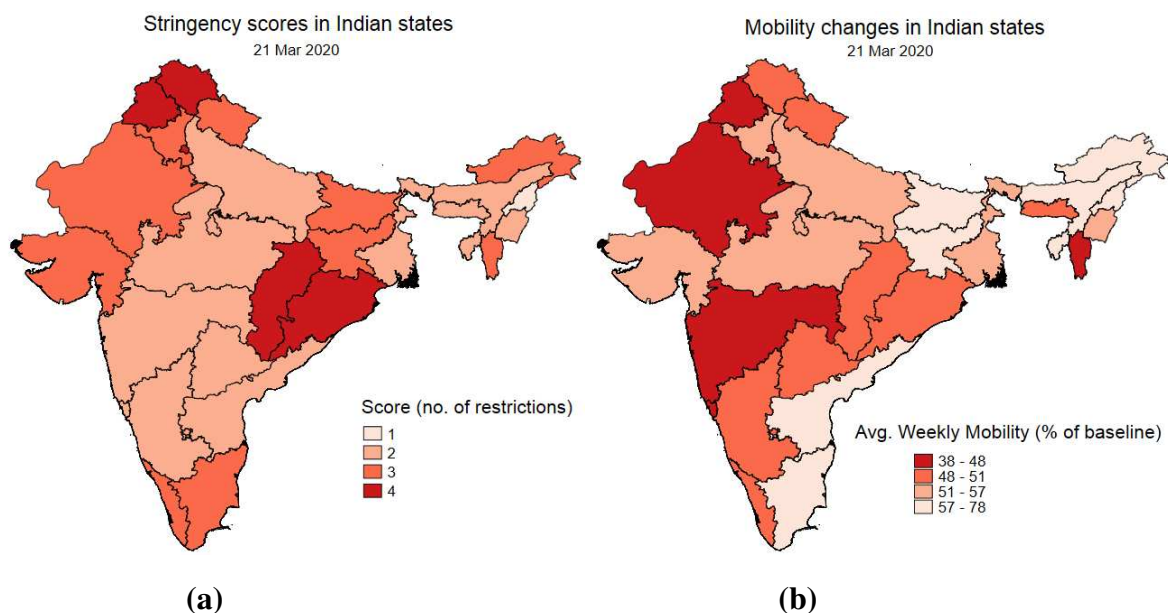 Stringency scores in Indian states
21 Mar 2020
Score (no. of restrictions)
1
2
3
4
(a)
Mobility changes in Indian states
21 Mar 2020
Avg. Weekly Mobility (% of baseline)
38 - 48
48 - 51
51 - 57
57 - 78
(b)